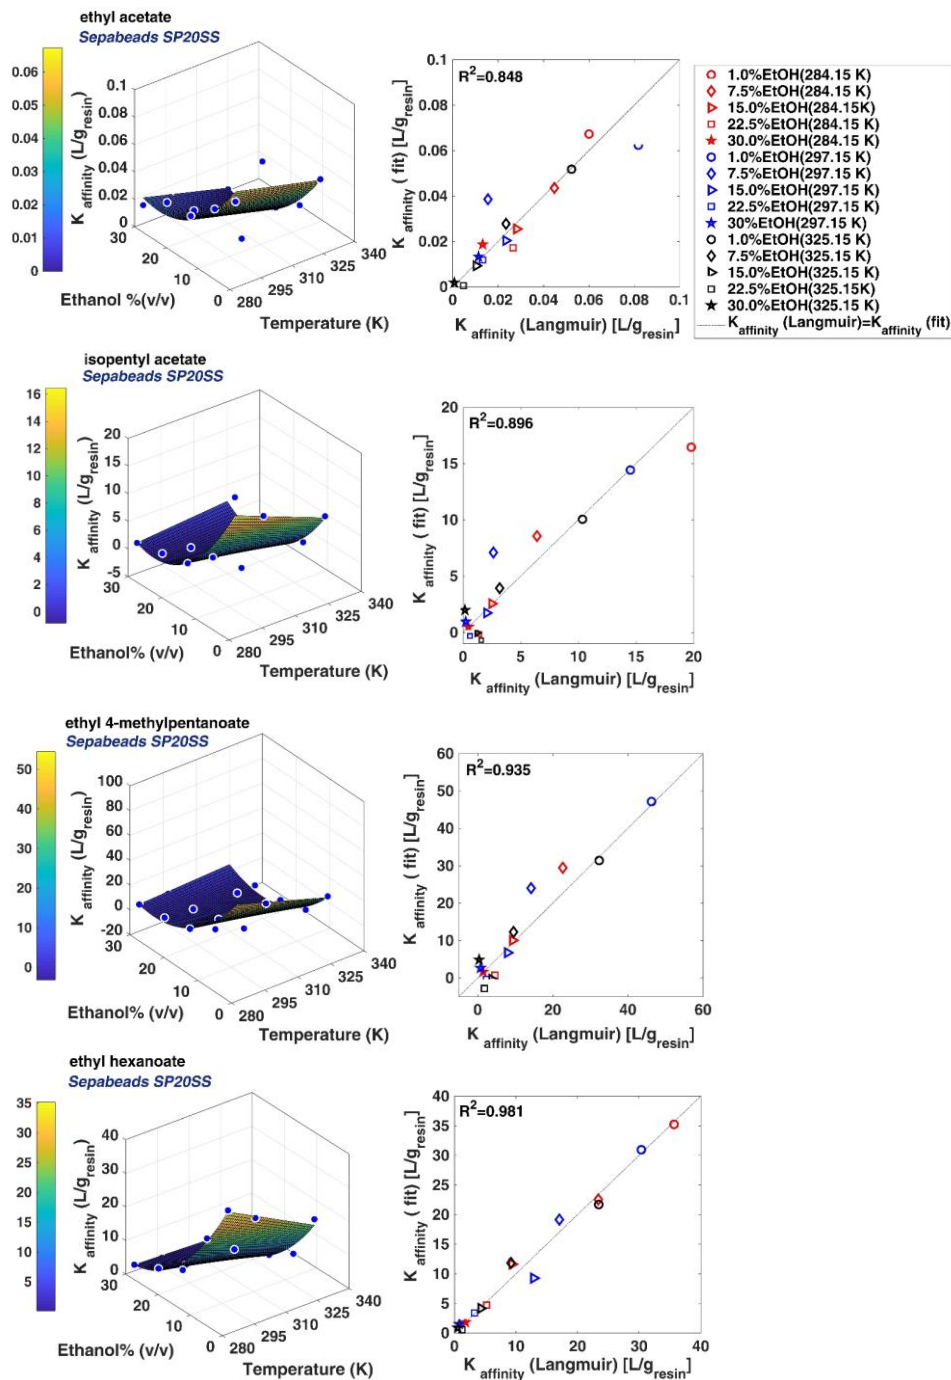 ethyl acetate
Sepabeads SP20SS
0.06
0.05
0.04
0.03
0.02
0.01
0
K affinity (L/g resin)
0.1
0.08
0.06
0.04
0.02
0
30
20
10
0
280
295
310
325
340
Ethanol %(v/v)
Temperature (K)
R2=0.848
K affinity ( fit) [L/g resin]
0.1
0.08
0.06
0.04
0.02
0
0
0.02
0.04
0.06
0.08
0.1
K affinity (Langmuir) [L/g resin]
1.0%EtOH(284.15 K)
7.5%EtOH(284.15 K)
15.0%EtOH(284.15K)
22.5%EtOH(284.15 K)
30.0%EtOH(284.15 K)
1.0%EtOH(297.15 K)
7.5%EtOH(297.15 K)
15.0%EtOH(297.15 K)
22.5%EtOH(297.15 K)
30%EtOH(297.15 K)
1.0%EtOH(325.15 K)
7.5%EtOH(325.15 K)
15.0%EtOH(325.15 K)
22.5%EtOH(325.15K)
30.0%EtOH(325.15 K)
K affinity (Langmuir)=K affinity (fit)
isopentyl acetate
Sepabeads SP20SS
16
14
12
10
8
6
4
2
0
K affinity (L/g resin)
20
15
10
5
0
-5
30
20
10
0
280
295
310
325
340
Ethanol% (v/v)
Temperature (K)
R2=0.896
K affinity ( fit) [L/g resin]
20
15
10
5
0
0
5
10
15
20
K affinity (Langmuir) [L/g resin]
ethyl 4-methylpentanoate
Sepabeads SP20SS
50
40
30
20
10
0
K affinity (L/g resin)
100
80
60
40
20
0
-20
30
20
10
0
280
295
310
325
340
Ethanol% (v/v)
Temperature (K)
R2=0.935
K affinity ( fit) [L/g resin]
60
50
40
30
20
10
0
0
20
40
60
K affinity (Langmuir) [L/g resin]
ethyl hexanoate
Sepabeads SP20SS
35
30
25
20
15
10
5
K affinity (L/g resin)
40
30
20
10
0
30
20
10
0
280
295
310
325
340
Ethanol% (v/v)
Temperature (K)
R2=0.981
K affinity ( fit) [L/g resin]
40
35
30
25
20
15
10
5
0
0
10
20
30
40
K affinity (Langmuir) [L/g resin]